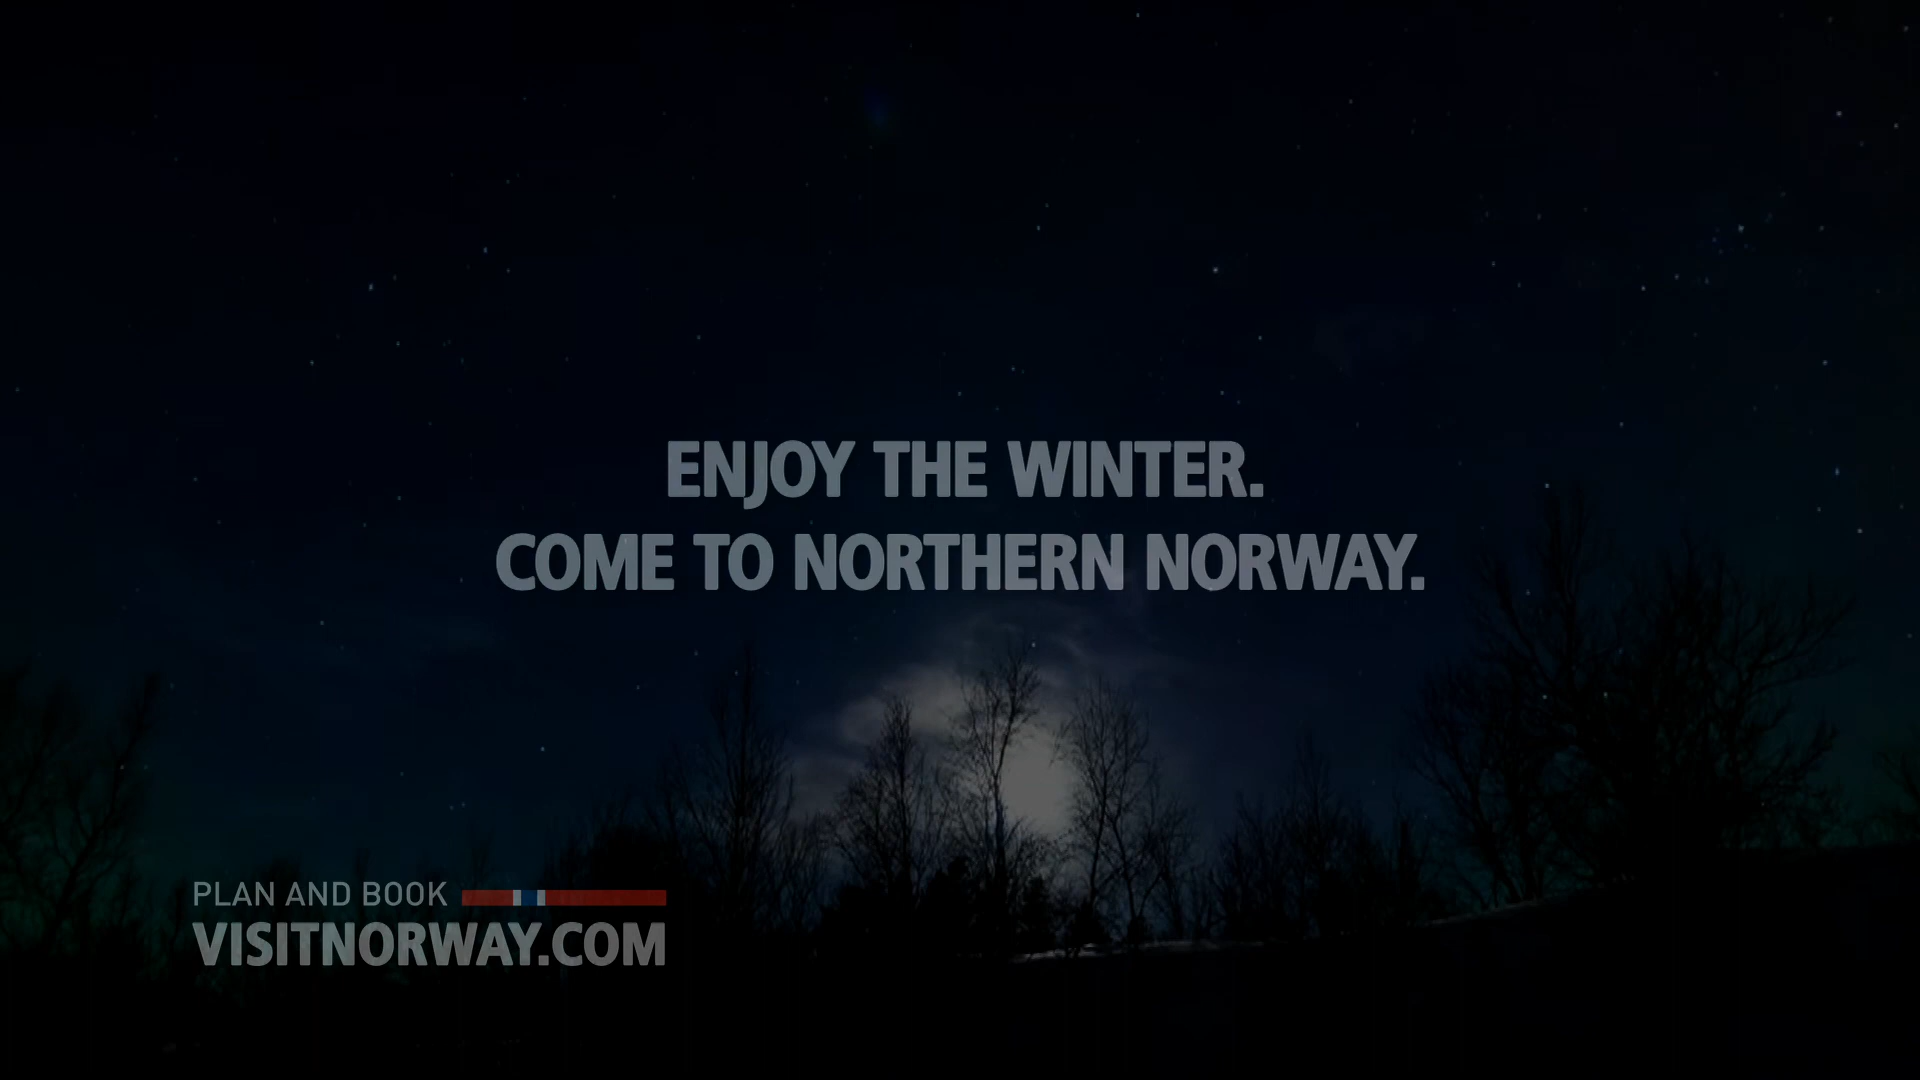 ENJOY THE WINTER.
COME TO NORTHERN NORWAY.
PLAN AND BOOK
VISITNORWAY.COM